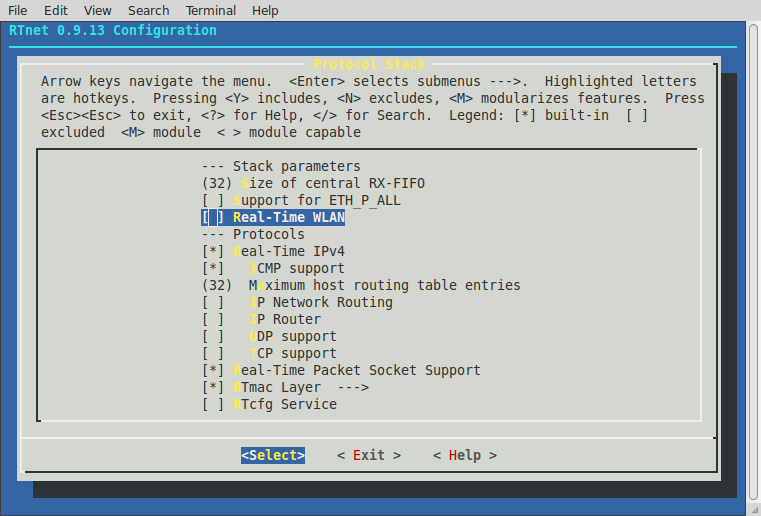 File Edit View Search Terminal Help
RTnet 0.9.13 Configuration
Protocol Stack
Arrow keys navigate the menu. <Enter> selects submenus --->. Highlighted letters
are hotkeys. Pressing <Y> includes, <N> excludes, <M> modularizes features. Press
<Esc><Esc> to exit, <?> for Help, </> for Search. Legend: [*] built-in [ ]
excluded <M> module < > module capable
--- Stack parameters
(32) Size of central RX-FIFO
[ ] Support for ETH_P_ALL
[ ] Real-Time WLAN
--- Protocols
[*] Real-Time IPv4
[*] ICMP support
(32) Maximum host routing table entries
[ ] IP Network Routing
[ ] IP Router
[ ] UDP support
[ ] TCP support
[*] Real-Time Packet Socket Support
[*] RTmac Layer --->
[ ] RTcfg Service
<Select> < Exit > < Help >